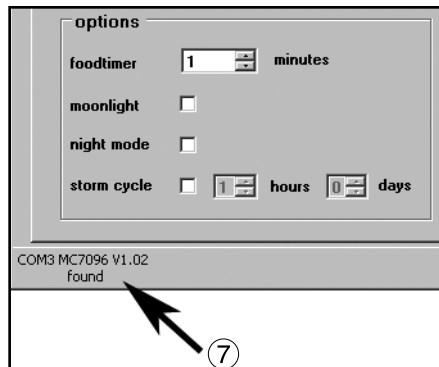 options
foodtimer 1 minutes
moonlight
night mode
storm cycle 1 hours 0 days
COM3 MC7096 V1.02
found
7